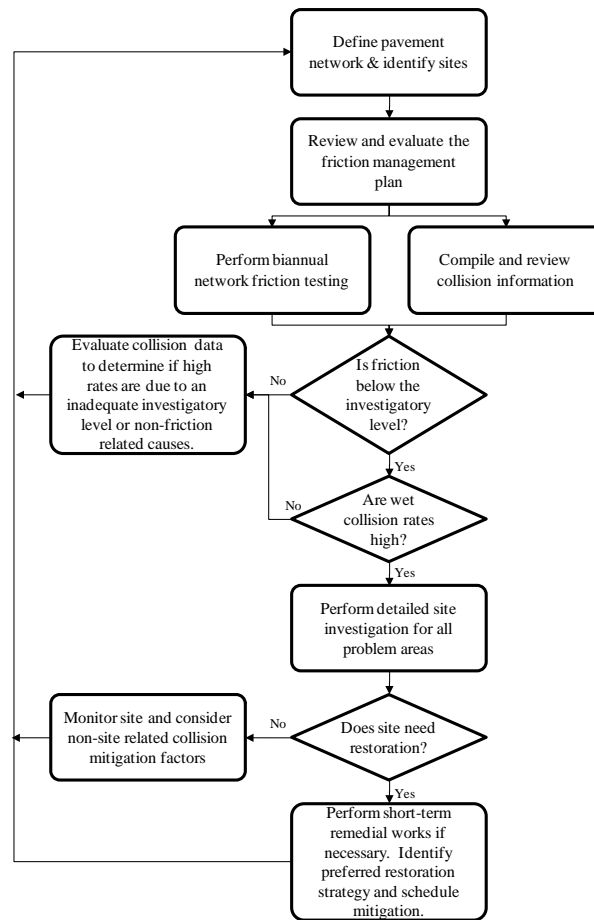 Define pavement
network & identify sites
Review and evaluate the
friction management
plan
Perform biannual
network friction testing
Compile and review
collision information
Evaluate collision data
to determine if high
rates are due to an
inadequate investigatory
level or non-friction
related causes.
No
Is friction
below the
investigatory
level?
Yes
No
Are wet
collision rates
high?
Yes
Perform detailed site
investigation for all
problem areas
Monitor site and consider
non-site related collision
mitigation factors
No
Does site need
restoration?
Yes
Perform short-term
remedial works if
necessary. Identify
preferred restoration
strategy and schedule
mitigation.